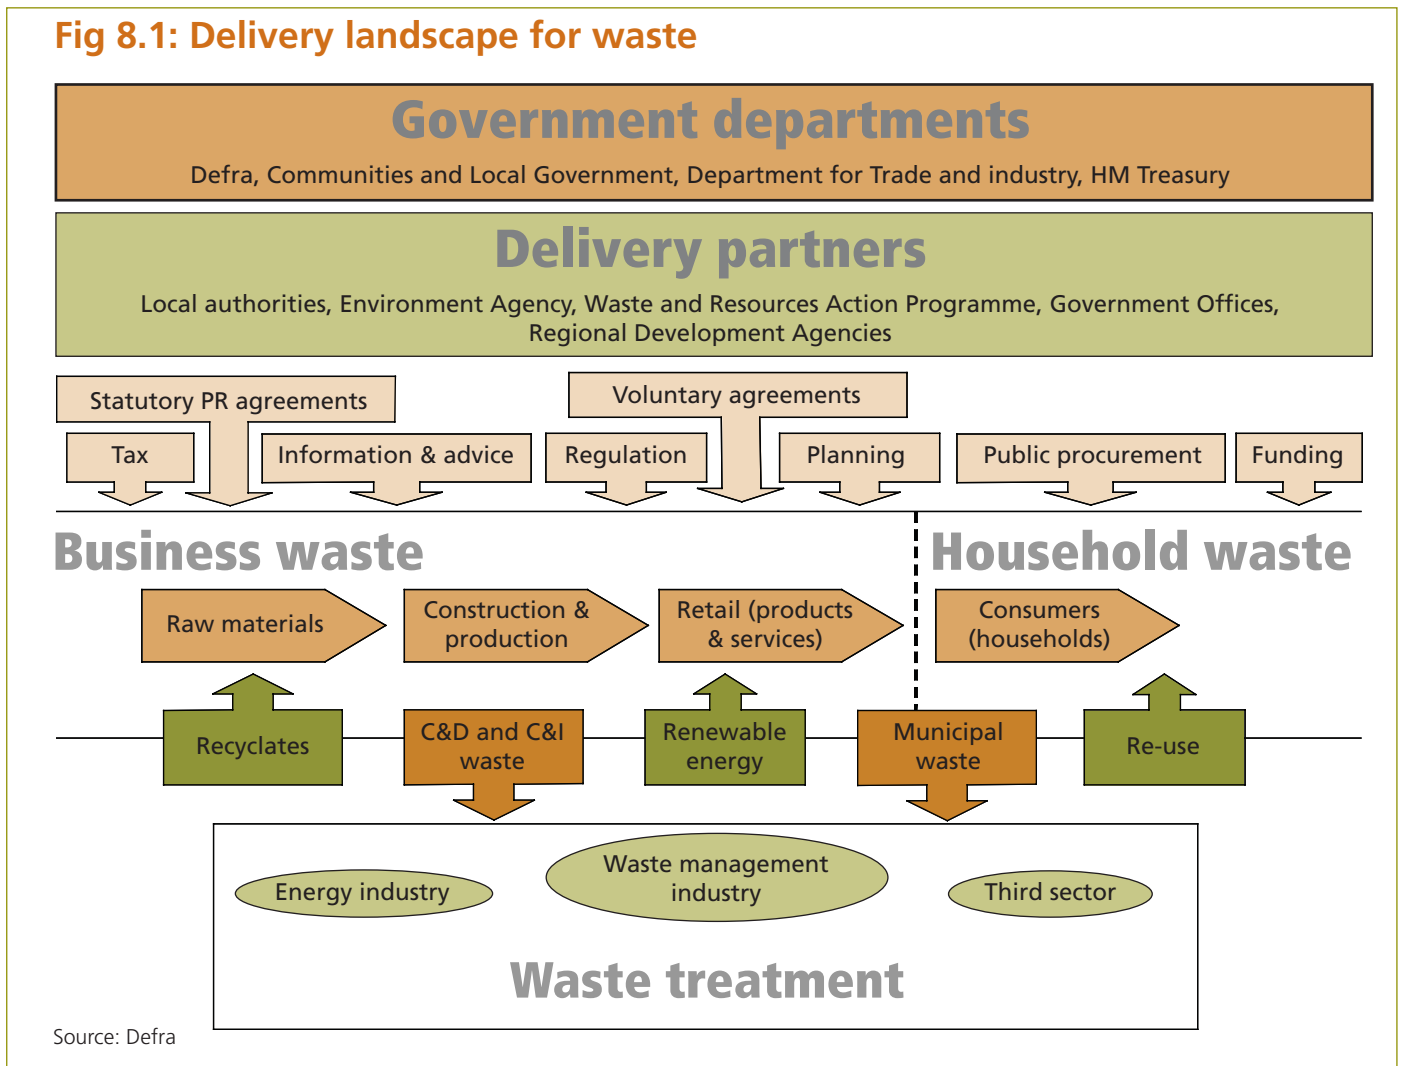 Fig 8.1: Delivery landscape for waste
Government departments
Defra, Communities and Local Government, Department for Trade and industry, HM Treasury
Delivery partners
Local authorities, Environment Agency, Waste and Resources Action Programme, Government Offices,
Regional Development Agencies
Statutory PR agreements
Voluntary agreements
Tax
Information & advice
Regulation
Planning
Public procurement
Funding
Business waste
Household waste
Raw materials
Construction &
production
Retail (products
& services)
Consumers
(households)
Recyclates
C&D and C&I
waste
Renewable
energy
Municipal
waste
Re-use
Energy industry
Waste management
industry
Third sector
Waste treatment
Source: Defra